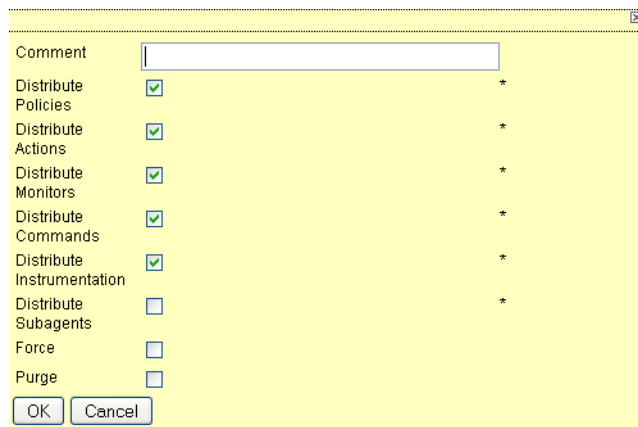 Comment
Distribute
Policies
*
Distribute
Actions
*
Distribute
Monitors
*
Distribute
Commands
*
Distribute
Instrumentation
*
Distribute
Subagents
*
Force
Purge
OK
Cancel